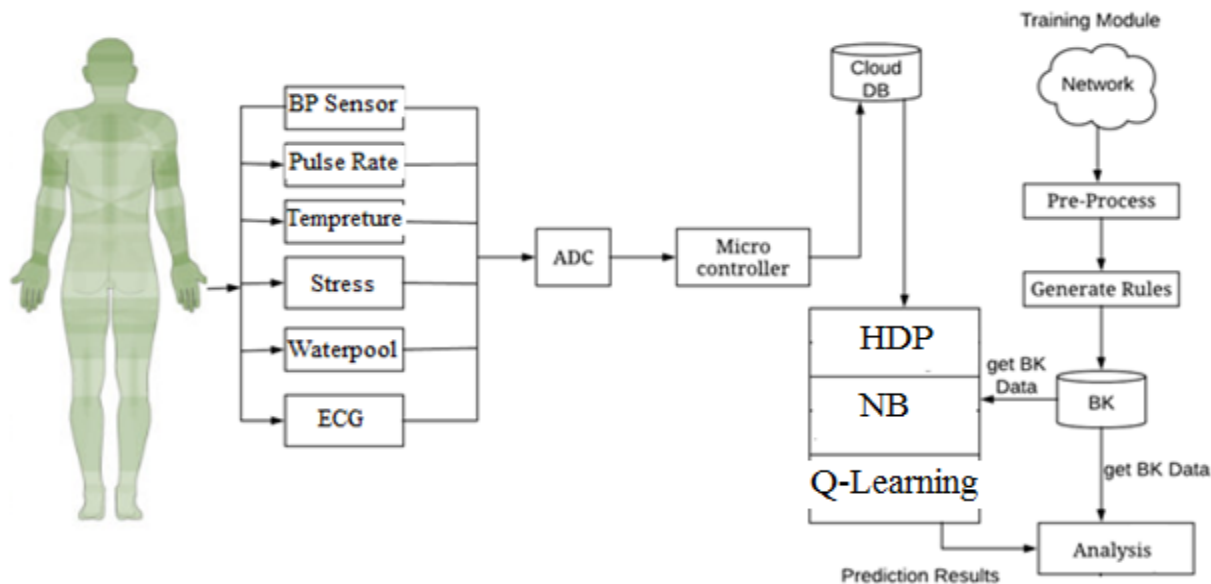 Training Module
Network
Cloud
DB
BP Sensor
Pulse Rate
Tempreture
Stress
Waterpool
ECG
ADC
Micro
controller
Pre-Process
Generate Rules
HDP
NB
Q-Learning
get BK
Data
BK
get BK Data
Analysis
Prediction Results